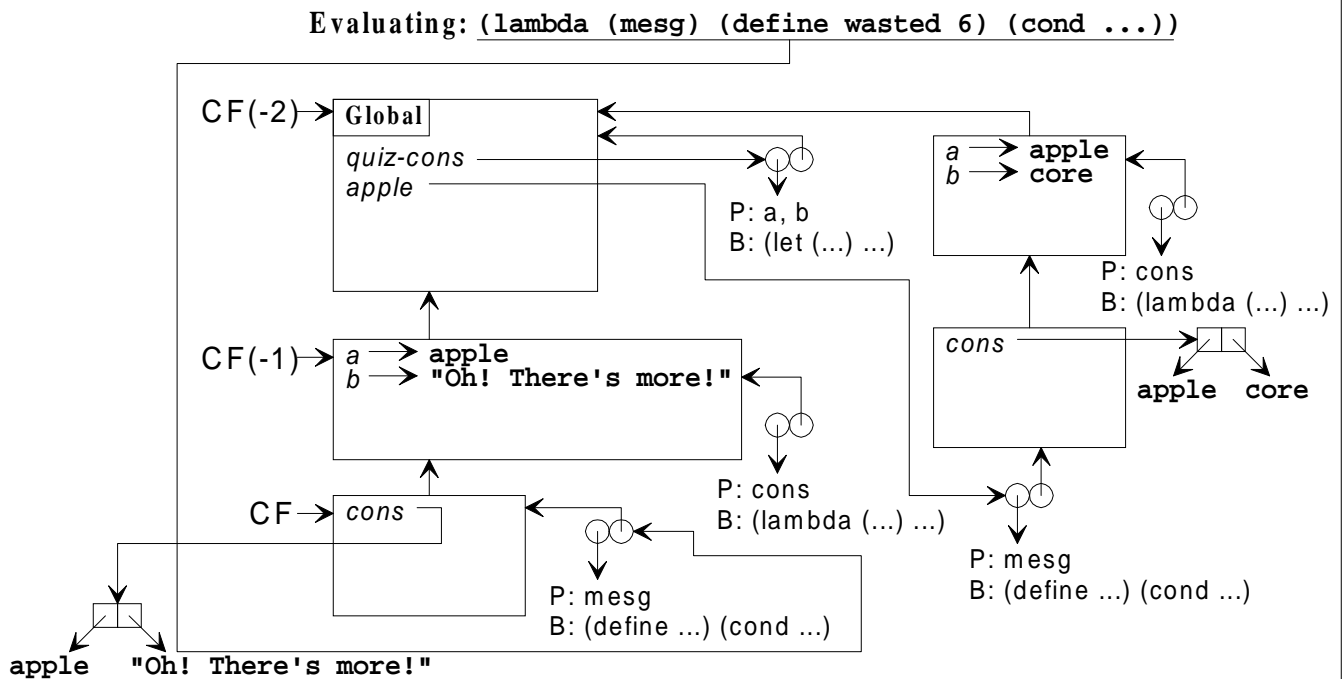 Evaluating: (lambda (mesg) (define wasted 6) (cond ...))
CF(-2)
Global
quiz-cons
apple
P: a, b
B: (let (...) ...)
a apple
b core
P: cons
B: (lambda (...) ...)
CF(-1)
a apple
b "Oh! There's more!"
P: cons
B: (lambda (...) ...)
cons
apple core
CF
cons
P: mesg
B: (define ...) (cond ...)
P: mesg
B: (define ...) (cond ...)
apple "Oh! There's more!"